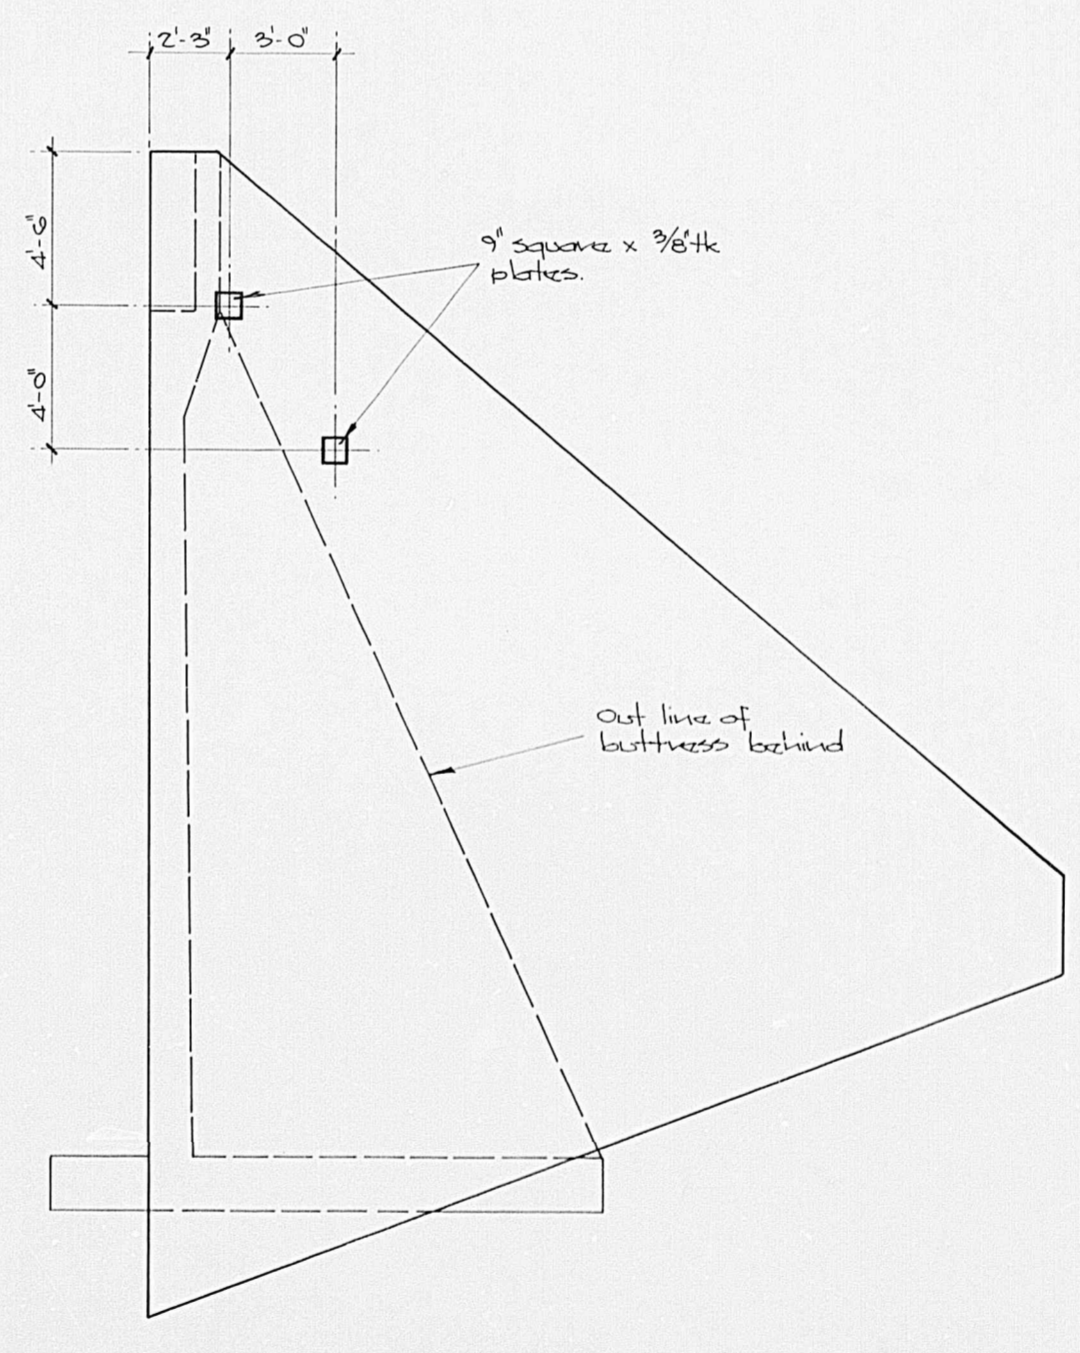 2'-3"
3'-0"
4'-6"
4'-0"
9" square x 3/8" tk
plates.
Out line of
buttress behind